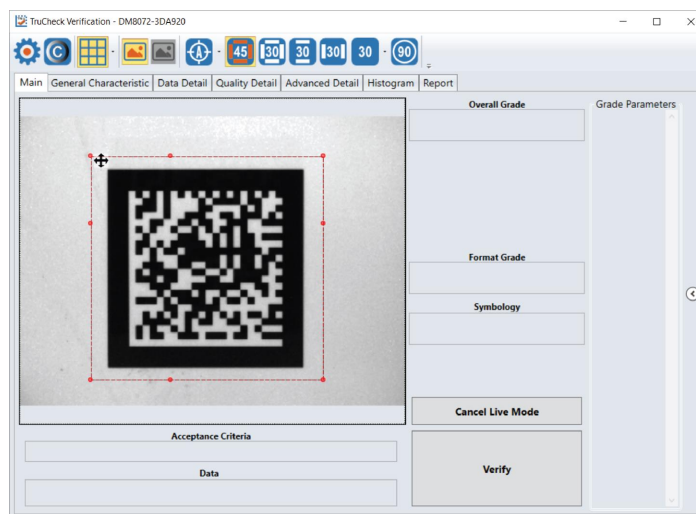 TruCheck Verification - DM8072-3DA920
C A 45 30 30 30 30 90
Main General Characteristic Data Detail Quality Detail Advanced Detail Histogram Report
Overall Grade
Grade Parameters
Format Grade
Symbology
Cancel Live Mode
Acceptance Criteria
Verify
Data